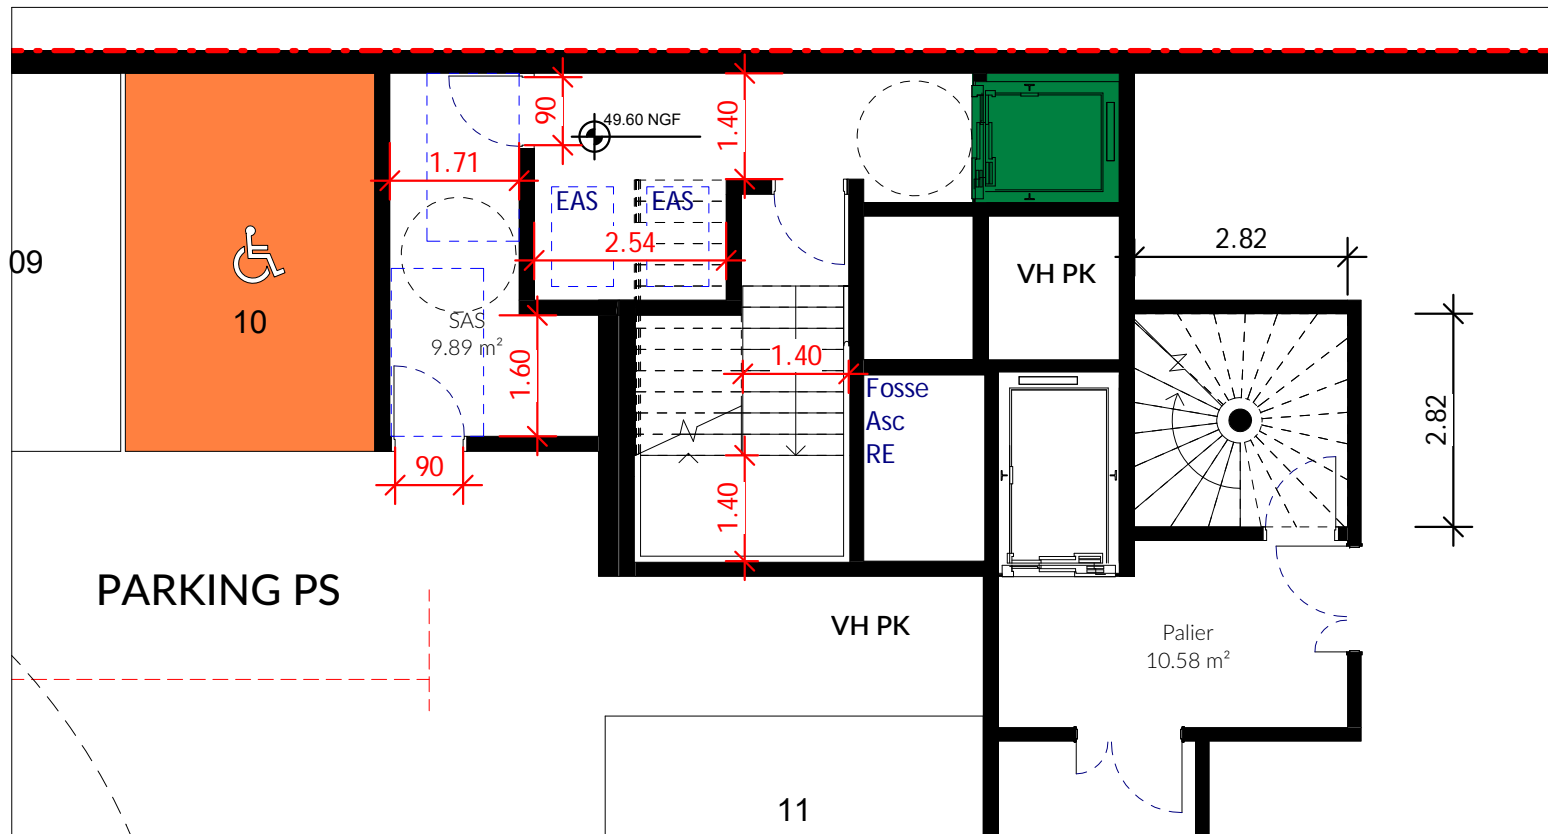 90
49.60 NGF
1.40
1.71
EAS
EAS
2.54
2.82
VH PK
09
10
SAS
9.89 m²
1.60
1.40
Fosse
Asc
RE
2.82
90
1.40
PARKING PS
VH PK
Palier
10.58 m²
11